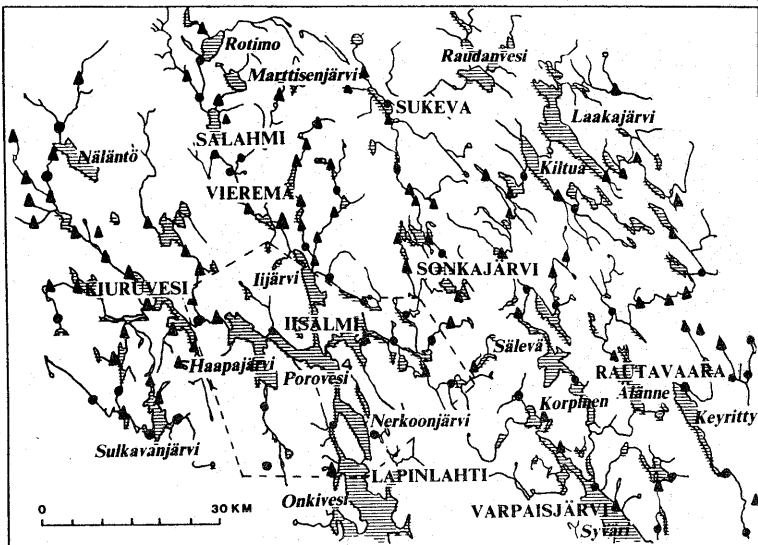 Rotimo
Raudanvesi
Marttisenjärvi
SUKEVA
Laakajärvi
SALAHMI
Näläntö
Kiltua
VIEREMÄ
SONKAJÄRVI
Iijärvi
KIURUVESI
IISALMI
Sälevä
Haapajärvi
RAUTAVAARA
Porovesi
Älänne
Korpinen
Keyritty
Nerkoonjärvi
Sulkavanjärvi
LAPINLAHTI
Onkivesi
VARPAISJÄRVI
0 30 KM
Syväri